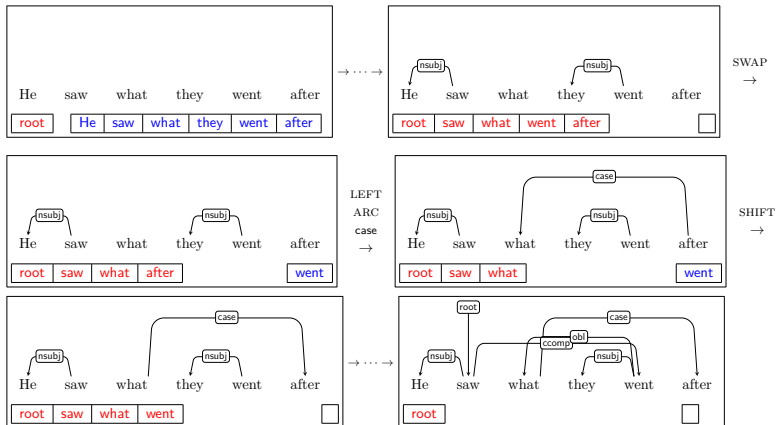 nsubj nsubj
He saw what they went after → ··· → He saw what they went after SWAP →
root He saw what they went after root saw what went after
LEFT ARC case → case
nsubj nsubj nsubj nsubj
He saw what they went after He saw what they went after SHIFT →
root saw what after went root saw what went
root
case case
obl
ccomp
nsubj nsubj nsubj nsubj
He saw what they went after → ··· → He saw what they went after
root saw what went root